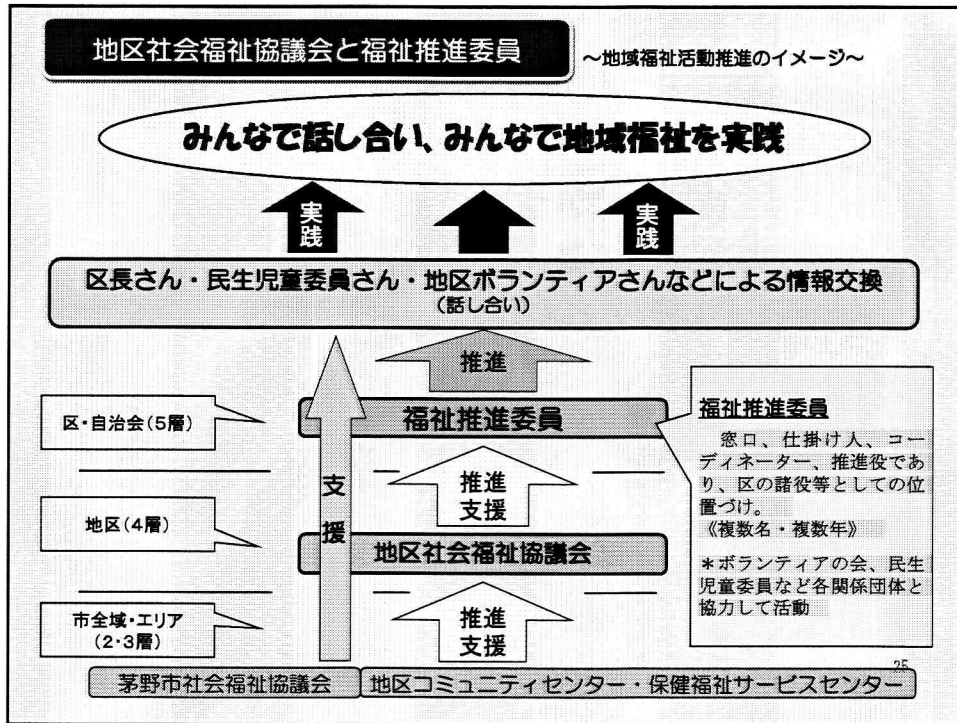 地区社会福祉協議会と福祉推進委員
～地域福祉活動推進のイメージ～
みんなで話し合い、みんなで地域福祉を実践
実践
実践
区長さん・民生児童委員さん・地区ボランティアさんなどによる情報交換
(話し合い)
推進
福祉推進委員
区・自治会(5層)
支援
推進
支援
地区(4層)
地区社会福祉協議会
市全域・エリア
(2・3層)
推進
支援
福祉推進委員
窓口、仕掛け人、コー
ディネーター、推進役であ
り、区の諸役等としての位
置づけ。
《複数名・複数年》
＊ボランティアの会、民生
児童委員など各関係団体と
協力して活動
茅野市社会福祉協議会
地区コミュニティセンター・保健福祉サービスセンター
25